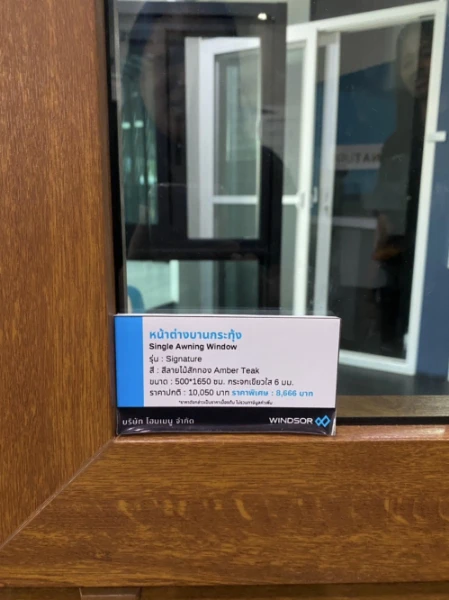 หน้าต่างบานกระทุ้ง
Single Awning Window
รุ่น : Signature
สี : สีลายไม้สักทอง Amber Teak
ขนาด : 500*1650 ซม. กระจกเขียวใส 6 มม.
ราคาปกติ : 10,050 บาท ราคาพิเศษ : 8,666 บาท
บริษัท โฮมเมนู จำกัด
WINDSOR